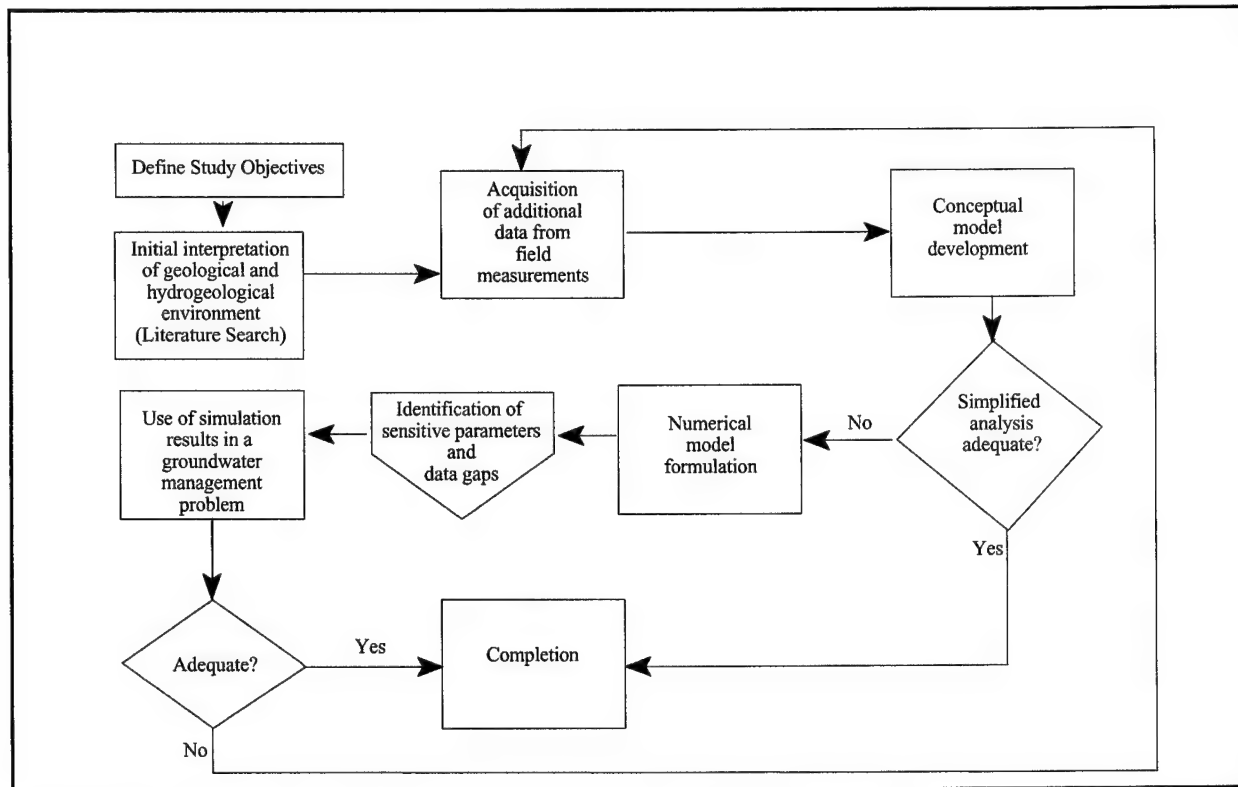 Define Study Objectives
Initial interpretation
of geological and
hydrogeological
environment
(Literature Search)
Acquisition
of additional
data from
field
measurements
Conceptual
model
development
Simplified
analysis
adequate?
No
Yes
Numerical
model
formulation
Identification of
sensitive parameters
and
data gaps
Use of simulation
results in a
groundwater
management
problem
Adequate?
Yes
No
Completion